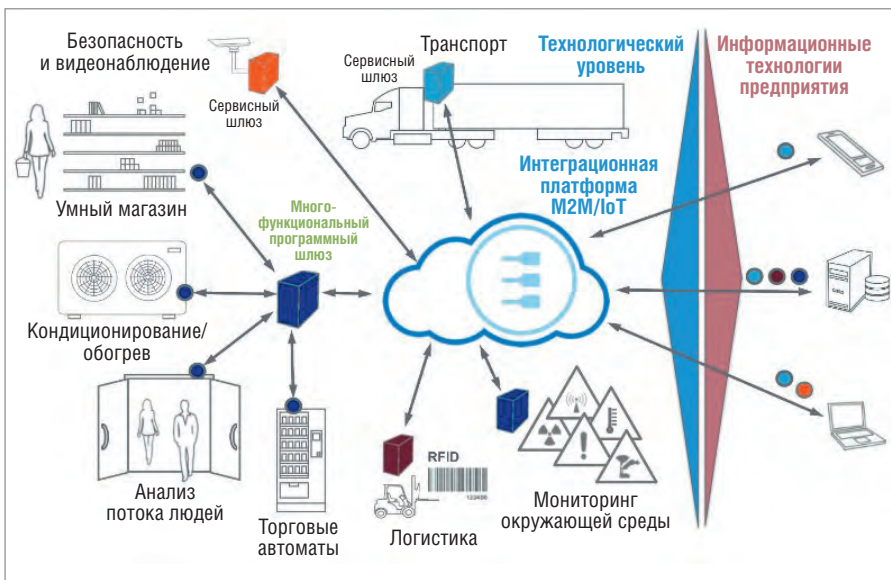 Безопасность
и видеонаблюдение
Сервисный
шлюз
Транспорт
Сервисный
шлюз
Технологический
уровень
Информационные
технологии
предприятия
Умный магазин
Много-
функциональный
программный
шлюз
Интеграционная
платформа
M2M/IoT
Кондиционирование/
обогрев
Анализ
потока людей
Торговые
автоматы
RFID
Логистика
Мониторинг
окружающей среды